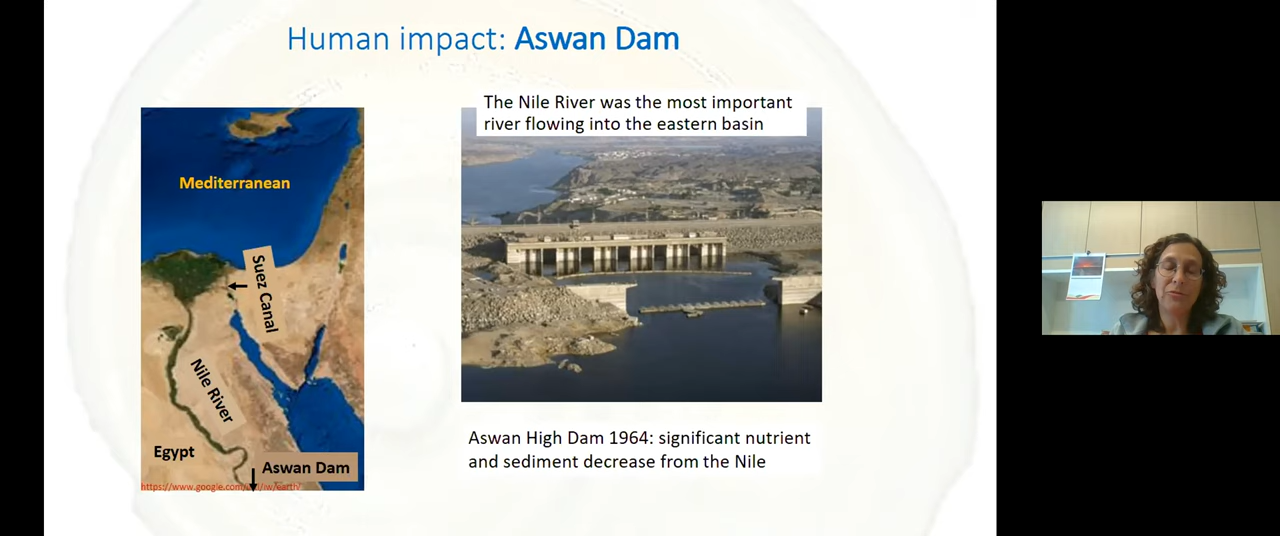 Human impact: Aswan Dam
The Nile River was the most important
river flowing into the eastern basin
Mediterranean
Suez Canal
Nile River
Egypt
Aswan Dam
Aswan High Dam 1964: significant nutrient
and sediment decrease from the Nile